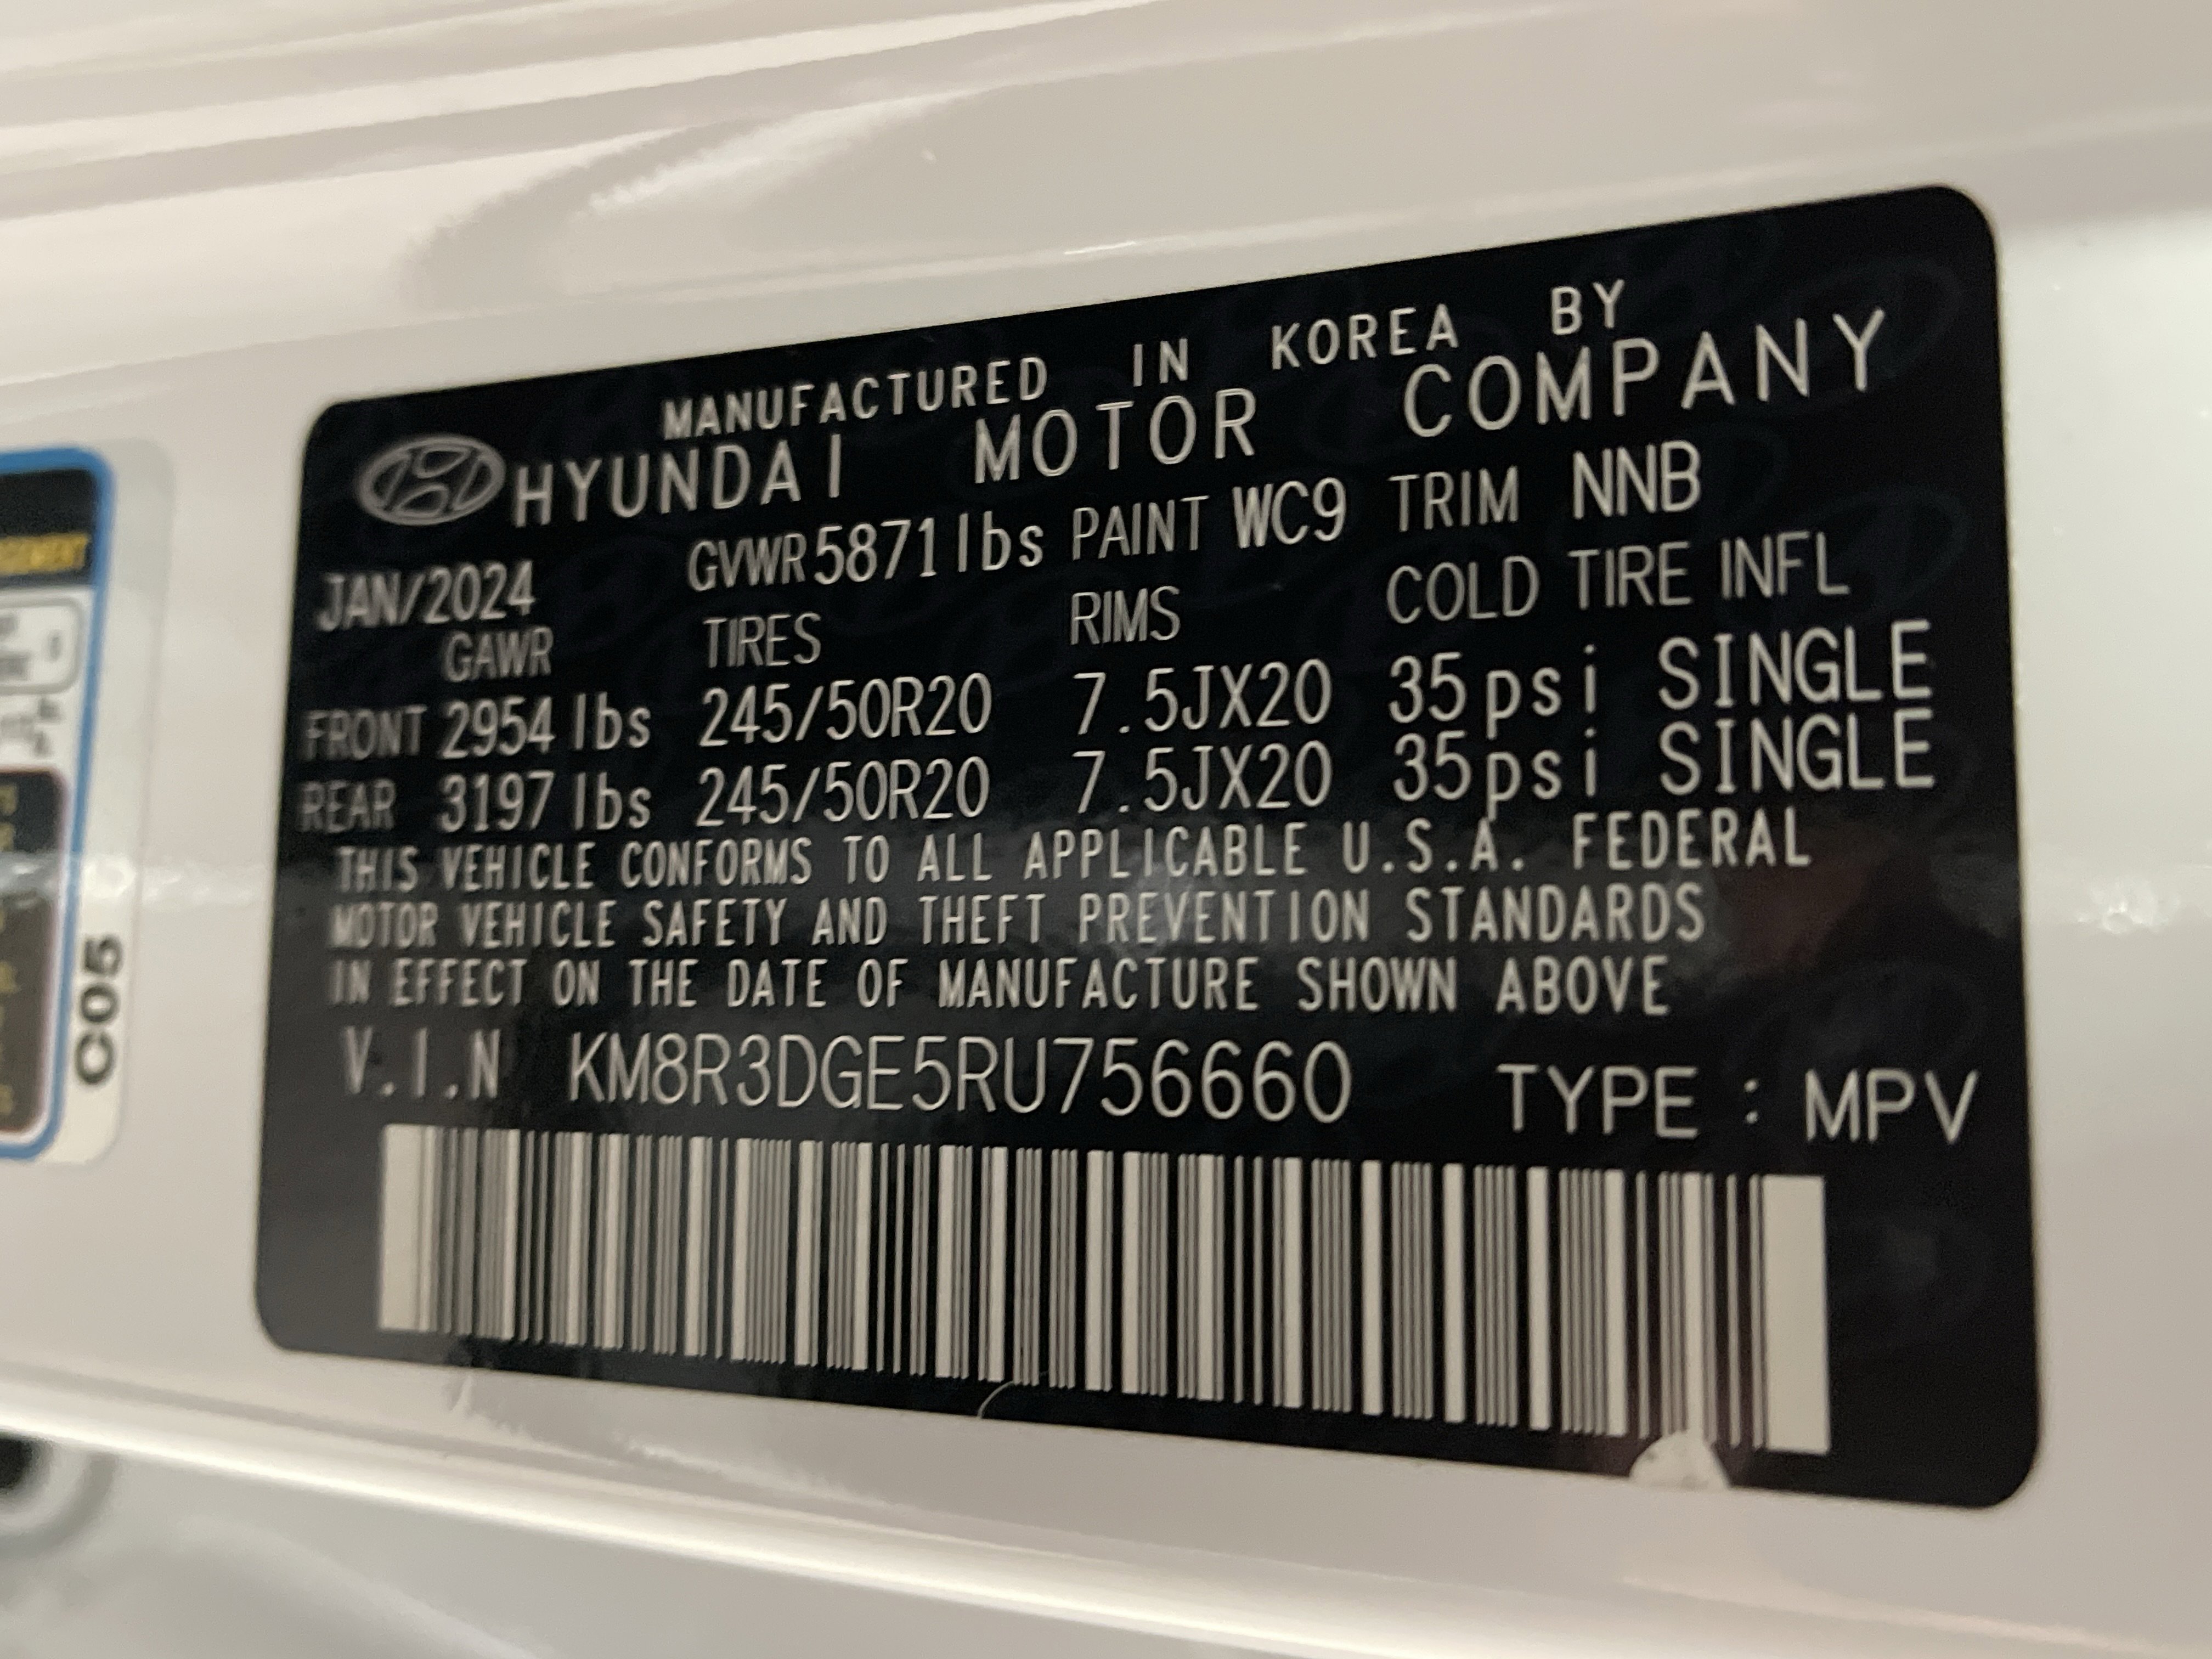 MANUFACTURED IN KOREA BY
HYUNDAI MOTOR COMPANY
JAN/2024 GVWR 5871 lbs PAINT WC9 TRIM NNB
GAWR TIRES RIMS COLD TIRE INFL
FRONT 2954 lbs 245/50R20 7.5JX20 35psi SINGLE
REAR 3197 lbs 245/50R20 7.5JX20 35psi SINGLE
THIS VEHICLE CONFORMS TO ALL APPLICABLE U.S.A. FEDERAL
MOTOR VEHICLE SAFETY AND THEFT PREVENTION STANDARDS
IN EFFECT ON THE DATE OF MANUFACTURE SHOWN ABOVE
V.I.N KM8R3DGE5RU756660 TYPE : MPV
C05